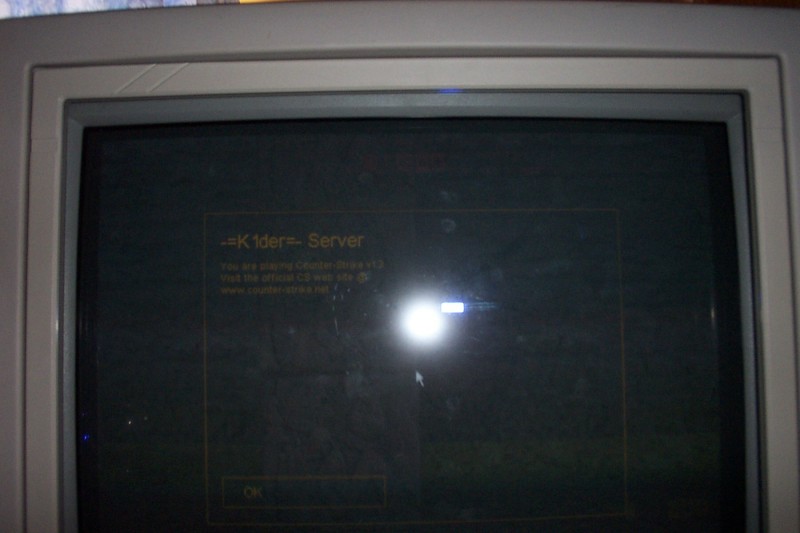 -=K1der=- Server
You are playing Counter-Strike v1.3
Visit the official CS web site @
www.counter-strike.net
OK